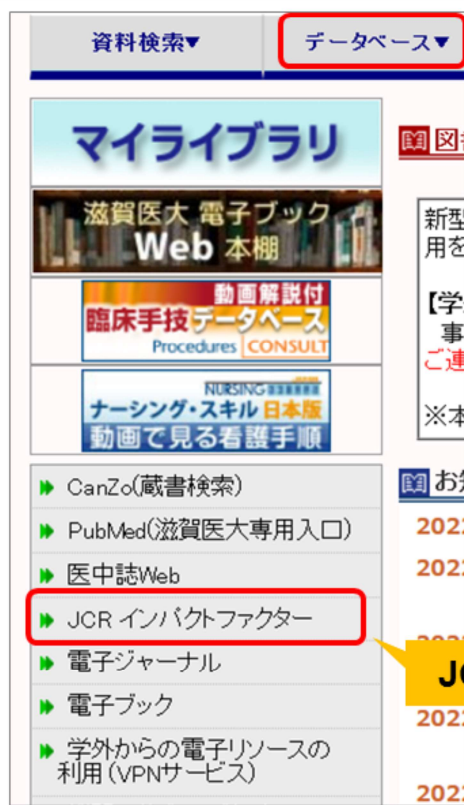 資料検索▼
データベース▼
マイライブラリ
滋賀医大 電子ブック
Web 本棚
動画解説付
臨床手技データベース
Procedures CONSULT
NURSING
ナーシング・スキル 日本版
動画で見る看護手順
CanZo(蔵書検索)
PubMed(滋賀医大専用入口)
医中誌Web
JCR インパクトファクター
電子ジャーナル
電子ブック
学外からの電子リソースの
利用(VPNサービス)
新型
用を
【学
事
ご連
※本
お知
202
202
202
202